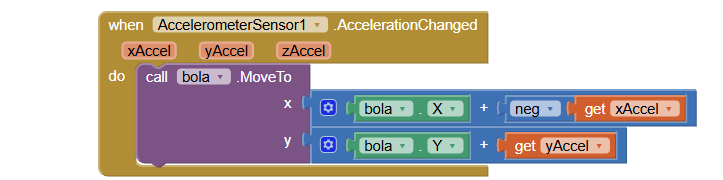 when AccelerometerSensor1 .AccelerationChanged
xAccel yAccel zAccel
do call bola .MoveTo
x bola . X + neg get xAccel
y bola . Y + get yAccel